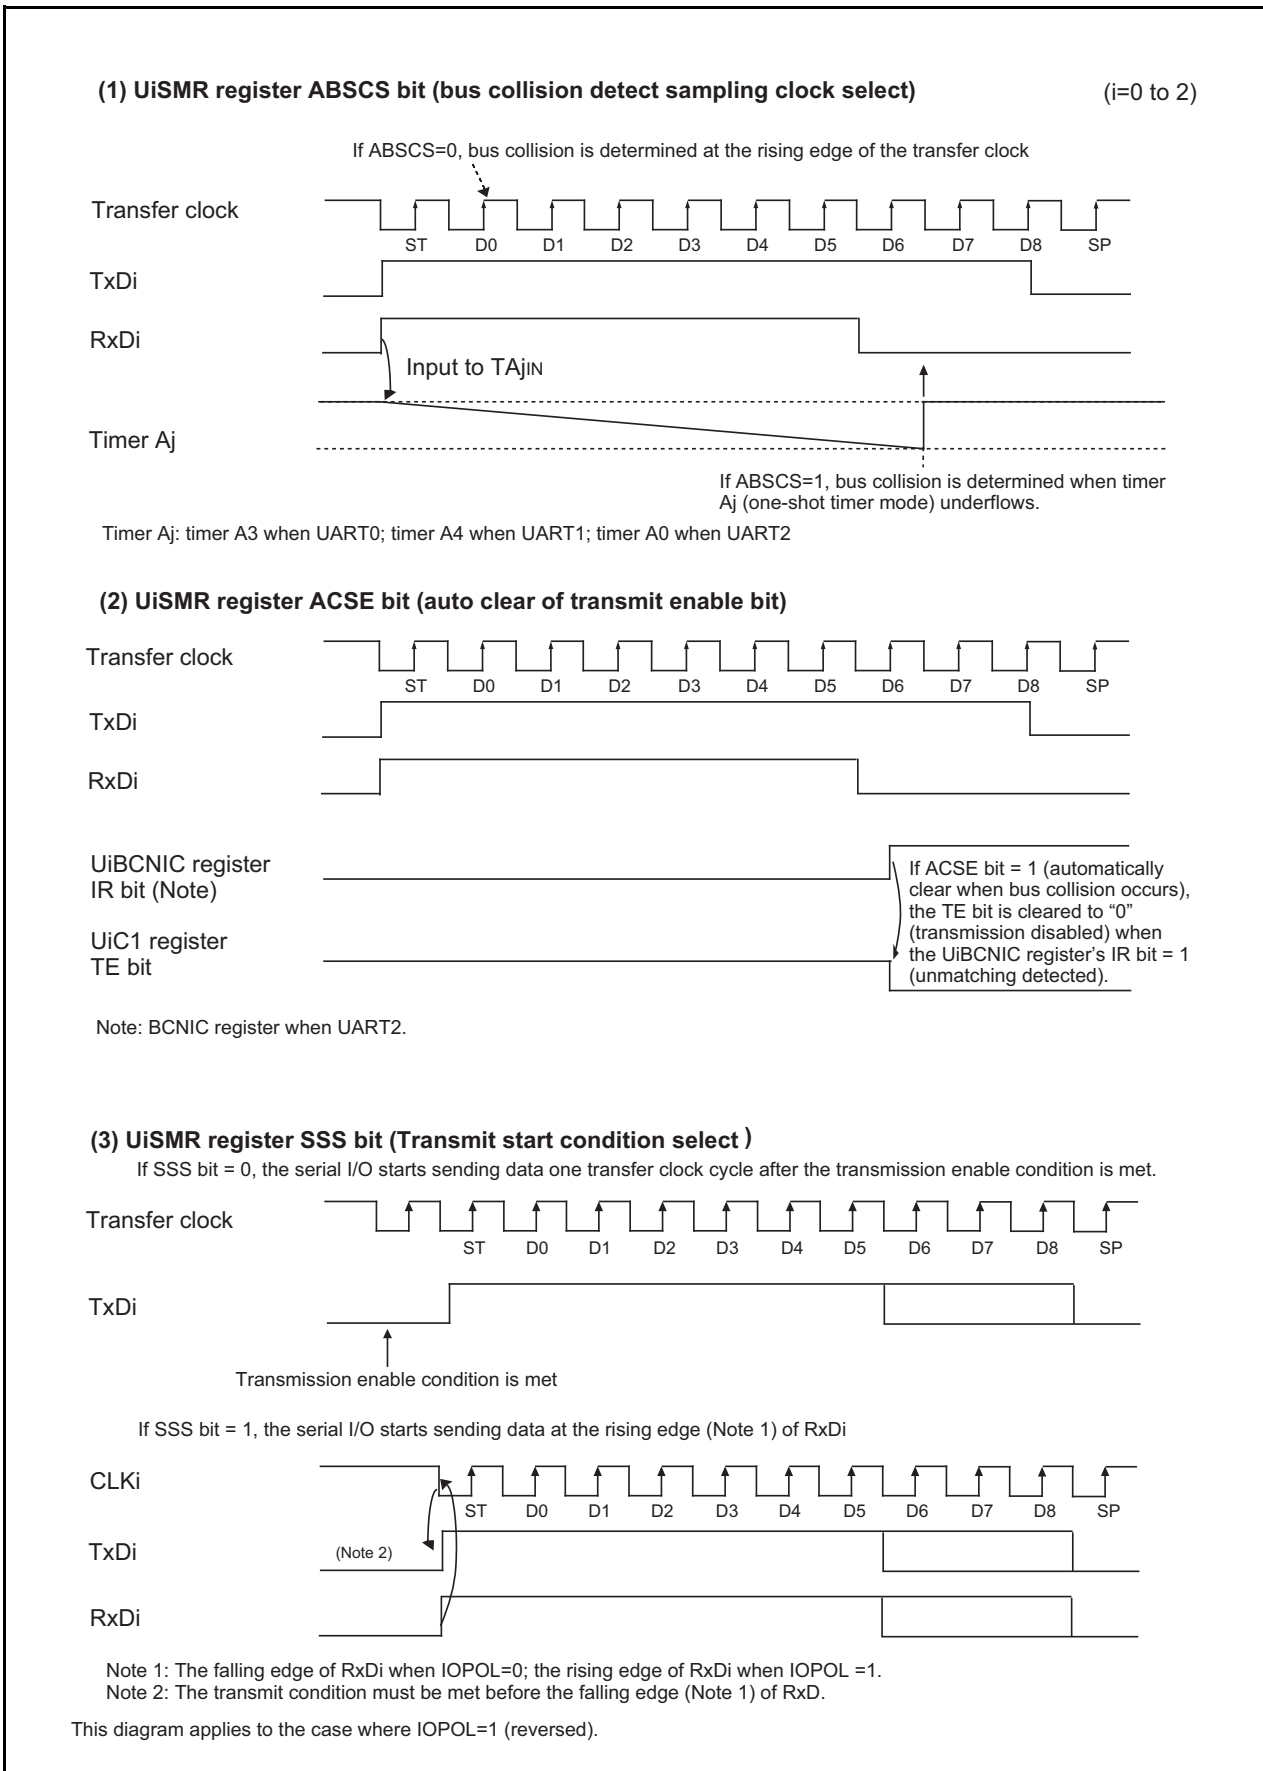 (1) UiSMR register ABSCS bit (bus collision detect sampling clock select) (i=0 to 2)
If ABSCS=0, bus collision is determined at the rising edge of the transfer clock
Transfer clock
ST D0 D1 D2 D3 D4 D5 D6 D7 D8 SP
TxDi
RxDi
Input to TAjIN
Timer Aj
If ABSCS=1, bus collision is determined when timer
Aj (one-shot timer mode) underflows.
Timer Aj: timer A3 when UART0; timer A4 when UART1; timer A0 when UART2
(2) UiSMR register ACSE bit (auto clear of transmit enable bit)
Transfer clock
ST D0 D1 D2 D3 D4 D5 D6 D7 D8 SP
TxDi
RxDi
UiBCNIC register
IR bit (Note)
If ACSE bit = 1 (automatically
clear when bus collision occurs),
the TE bit is cleared to “0”
(transmission disabled) when
the UiBCNIC register’s IR bit = 1
(unmatching detected).
UiC1 register
TE bit
Note: BCNIC register when UART2.
(3) UiSMR register SSS bit (Transmit start condition select )
If SSS bit = 0, the serial I/O starts sending data one transfer clock cycle after the transmission enable condition is met.
Transfer clock
ST D0 D1 D2 D3 D4 D5 D6 D7 D8 SP
TxDi
Transmission enable condition is met
If SSS bit = 1, the serial I/O starts sending data at the rising edge (Note 1) of RxDi
CLKi
ST D0 D1 D2 D3 D4 D5 D6 D7 D8 SP
TxDi
(Note 2)
RxDi
Note 1: The falling edge of RxDi when IOPOL=0; the rising edge of RxDi when IOPOL =1.
Note 2: The transmit condition must be met before the falling edge (Note 1) of RxD.
This diagram applies to the case where IOPOL=1 (reversed).